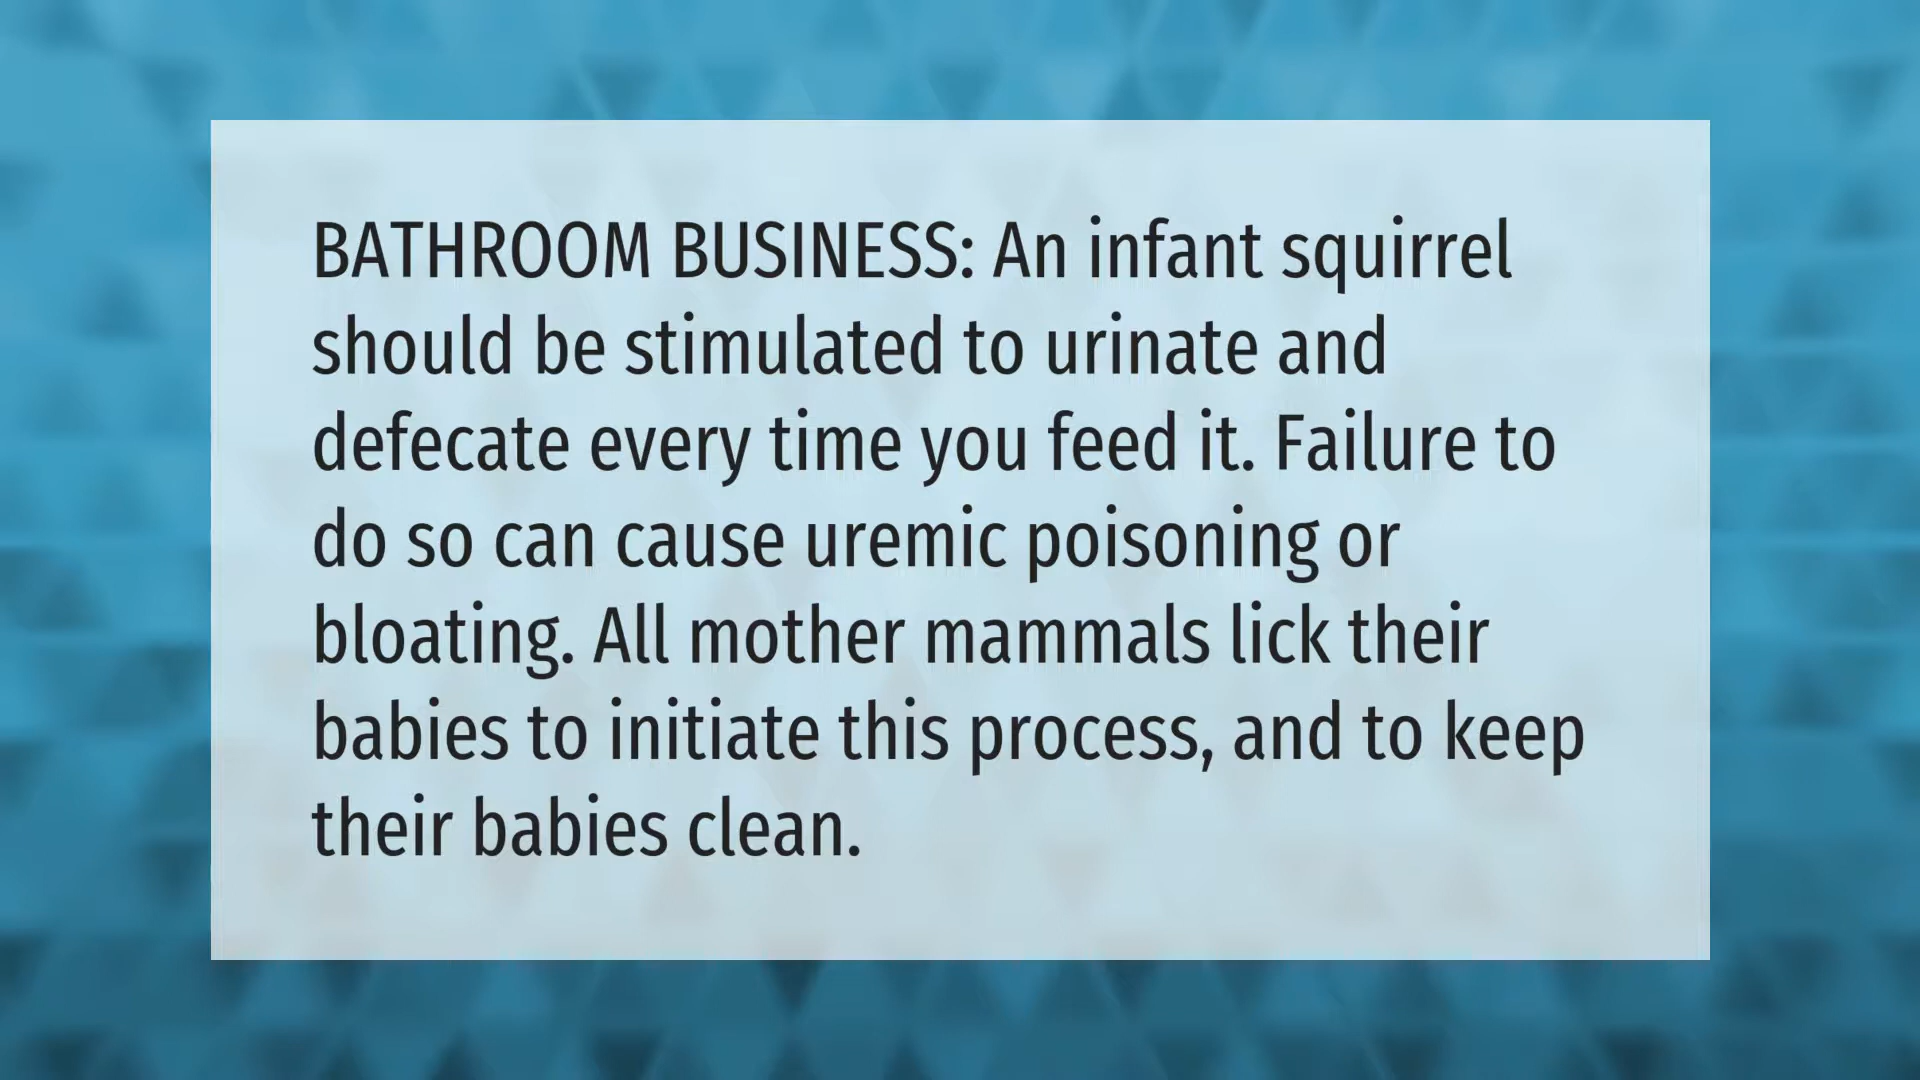 BATHROOM BUSINESS: An infant squirrel
should be stimulated to urinate and
defecate every time you feed it. Failure to
do so can cause uremic poisoning or
bloating. All mother mammals lick their
babies to initiate this process, and to keep
their babies clean.